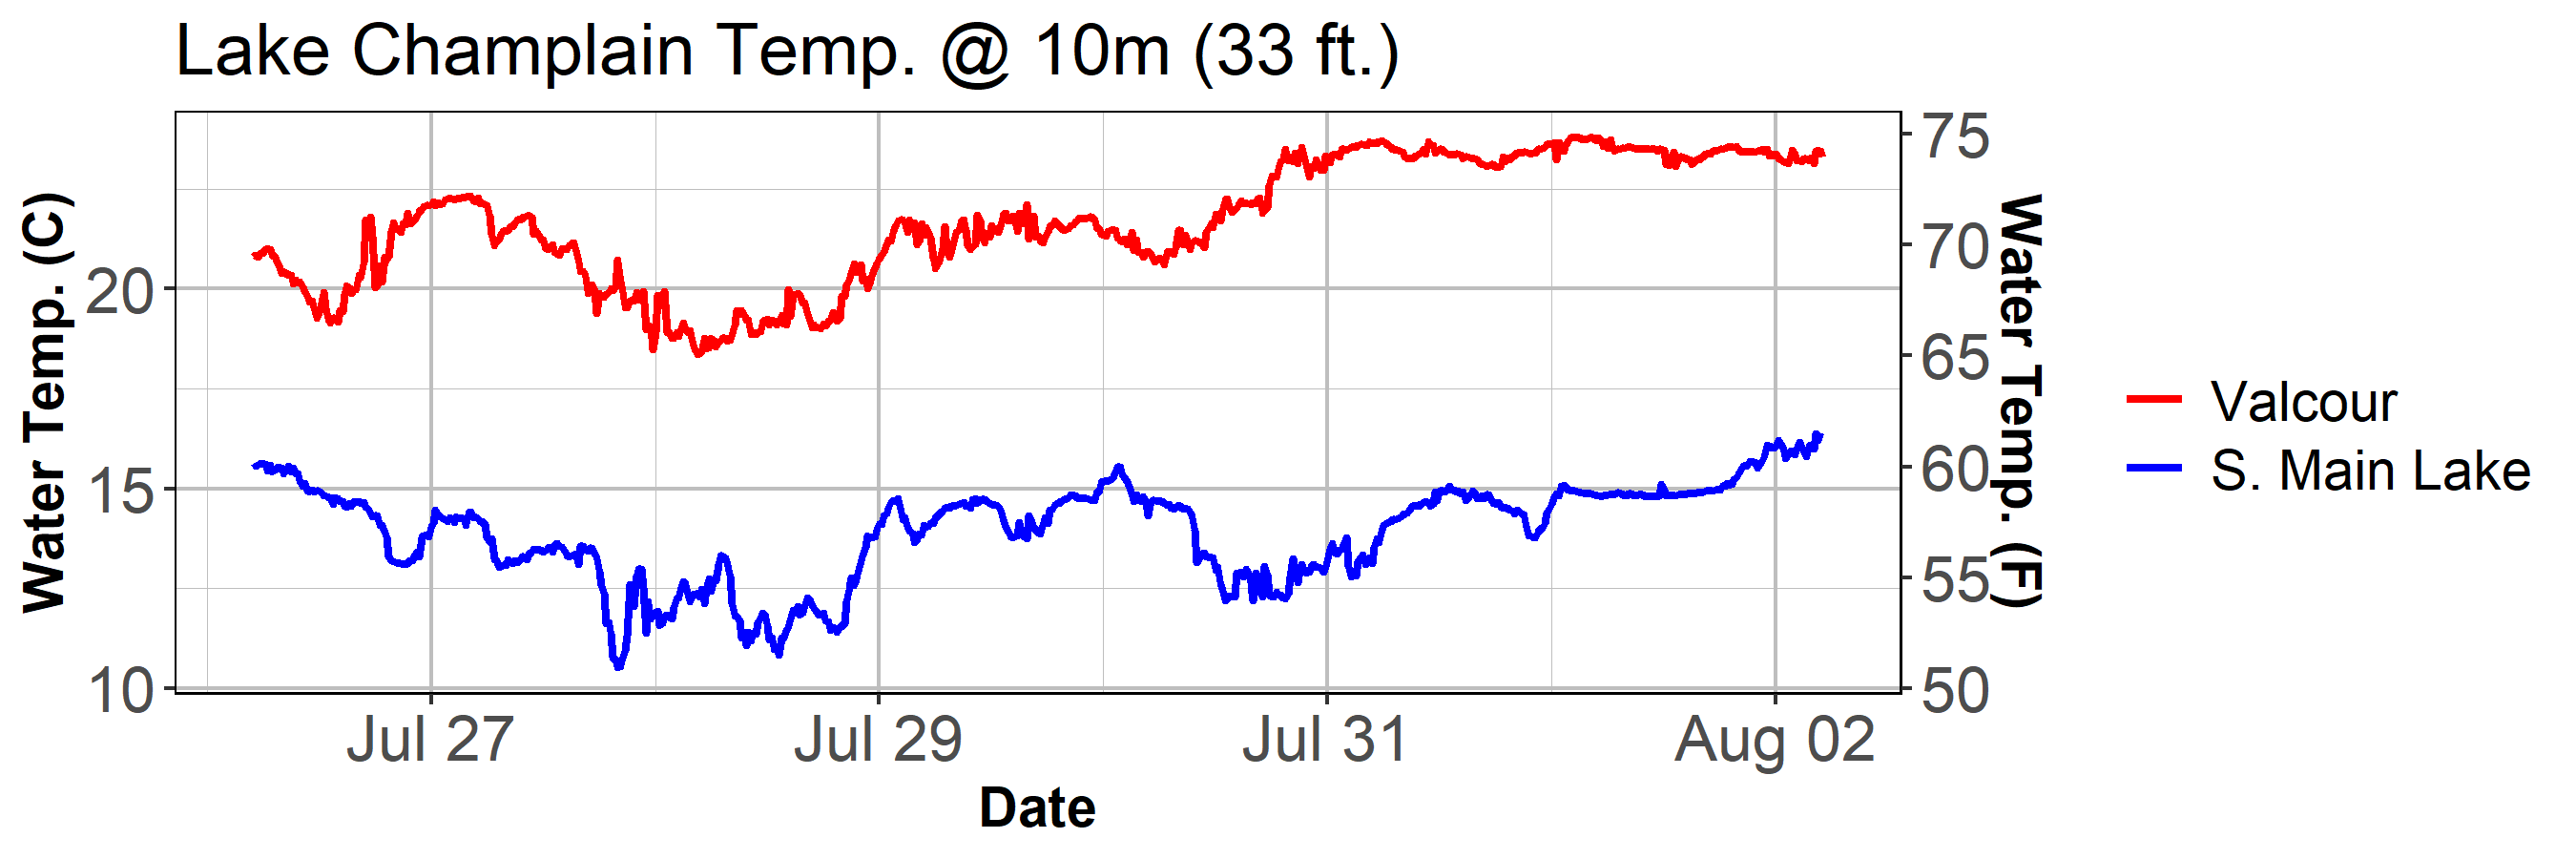 Lake Champlain Temp. @ 10m (33 ft.)
Water Temp. (C)
20
15
10
75
70
65
60
55
50
Water Temp. (F)
Jul 27
Jul 29
Jul 31
Aug 02
Date
Valcour
S. Main Lake